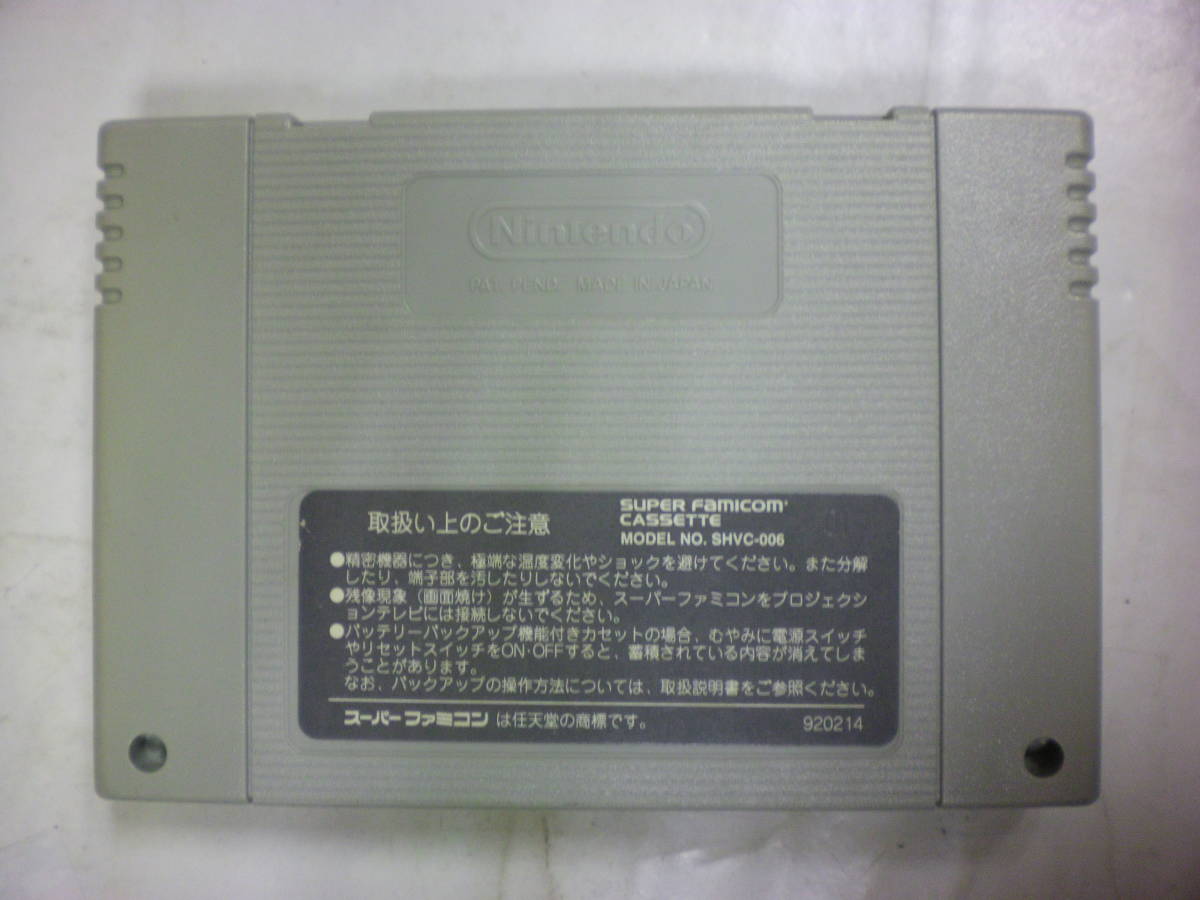 Nintendo
PAT. PEND. MADE IN JAPAN
取扱い上のご注意
SUPER FAMICOM
CASSETTE
MODEL NO. SHVC-006
●精密機器につき、極端な温度変化やショックを避けてください。また分解
したり、端子部を汚したりしないでください。
●残像現象（画面焼け）が生ずるため、スーパーファミコンをプロジェクシ
ョンテレビには接続しないでください。
●バッテリーバックアップ機能付きカセットの場合、むやみに電源スイッチ
やリセットスイッチをON・OFFすると、蓄積されている内容が消えてしま
うことがあります。
なお、バックアップの操作方法については、取扱説明書をご参照ください。
スーパーファミコンは任天堂の商標です。
920214